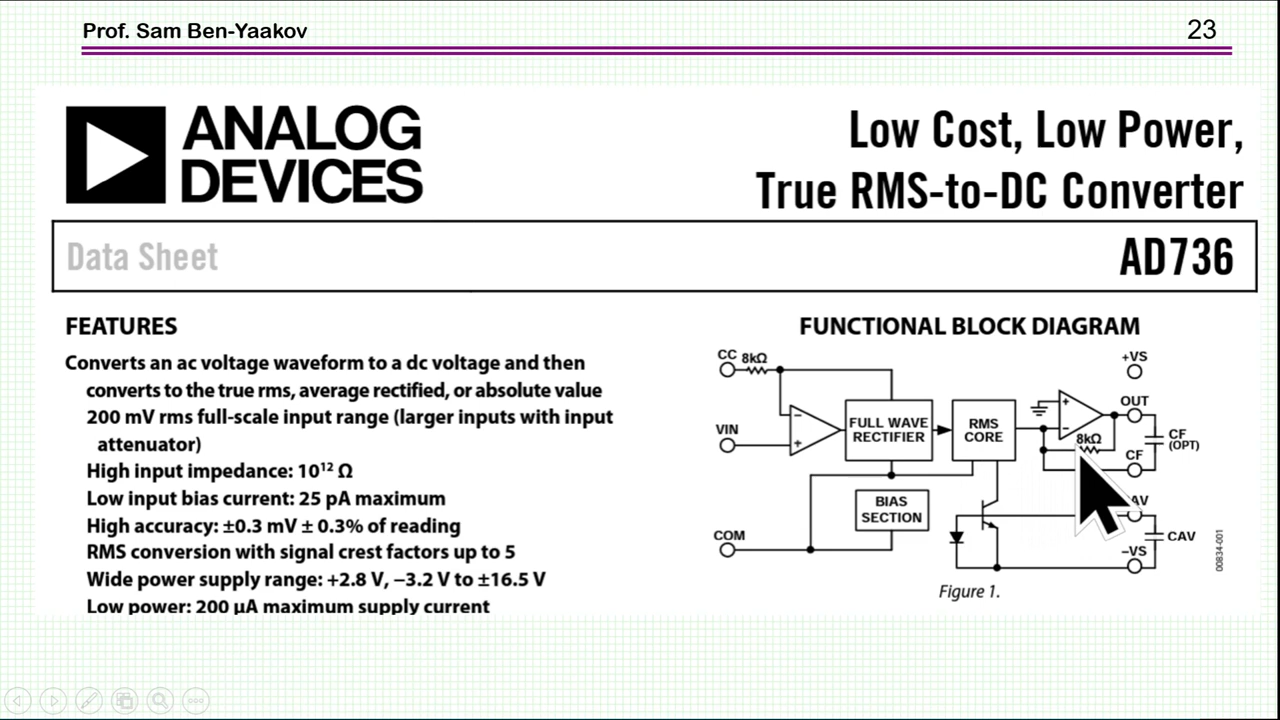 Prof. Sam Ben-Yaakov
23
ANALOG
DEVICES
Low Cost, Low Power,
True RMS-to-DC Converter
Data Sheet
AD736
FEATURES
Converts an ac voltage waveform to a dc voltage and then
converts to the true rms, average rectified, or absolute value
200 mV rms full-scale input range (larger inputs with input
attenuator)
High input impedance: 10¹² Ω
Low input bias current: 25 pA maximum
High accuracy: ±0.3 mV ± 0.3% of reading
RMS conversion with signal crest factors up to 5
Wide power supply range: +2.8 V, −3.2 V to ±16.5 V
Low power: 200 µA maximum supply current
FUNCTIONAL BLOCK DIAGRAM
CC 8kΩ
+VS
OUT
VIN
FULL WAVE
RECTIFIER
RMS
CORE
8kΩ
CF
(OPT)
CF
BIAS
SECTION
AV
COM
CAV
−VS
00834-001
Figure 1.